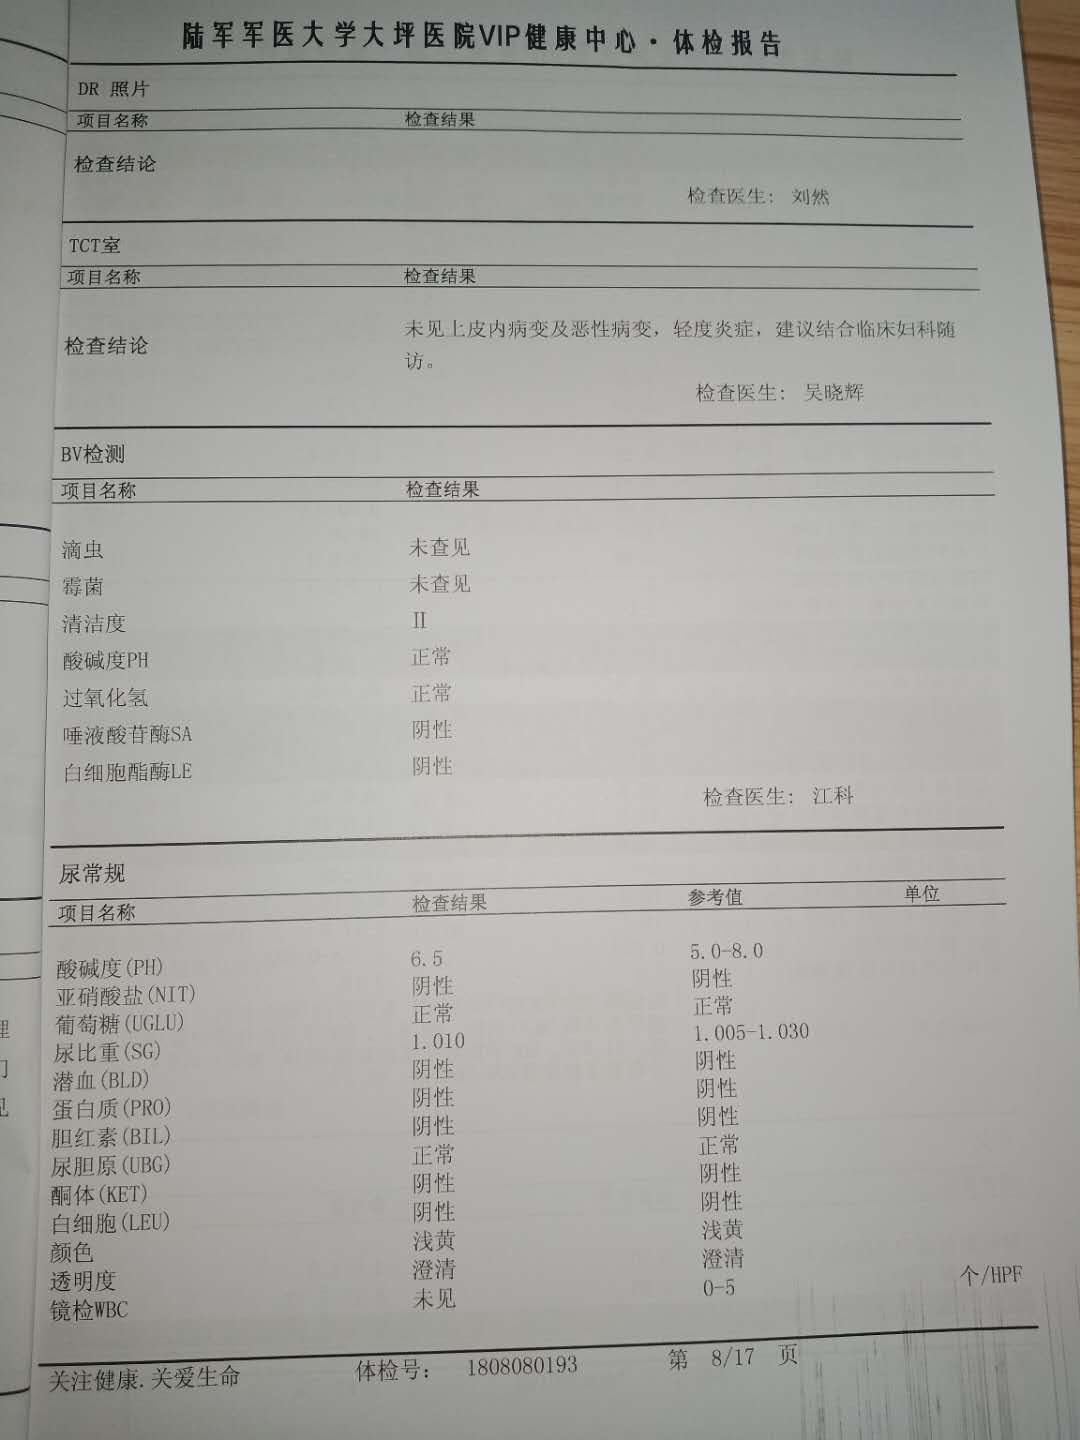 陆军军医大学大坪医院VIP健康中心·体检报告
DR 照片
项目名称 检查结果
检查结论
检查医生: 刘然
TCT室
项目名称 检查结果
检查结论 未见上皮内病变及恶性病变，轻度炎症，建议结合临床妇科随
访。
检查医生: 吴晓辉
BV检测
项目名称 检查结果
滴虫 未查见
霉菌 未查见
清洁度 II
酸碱度PH 正常
过氧化氢 正常
唾液酸苷酶SA 阴性
白细胞酯酶LE 阴性
检查医生: 江科
尿常规
项目名称 检查结果 参考值 单位
酸碱度(PH) 6.5 5.0-8.0
亚硝酸盐(NIT) 阴性 阴性
葡萄糖(UGLU) 正常 正常
尿比重(SG) 1.010 1.005-1.030
潜血(BLD) 阴性 阴性
蛋白质(PRO) 阴性 阴性
胆红素(BIL) 阴性 阴性
尿胆原(UBG) 正常 正常
酮体(KET) 阴性 阴性
白细胞(LEU) 阴性 阴性
颜色 浅黄 浅黄
透明度 澄清 澄清
镜检WBC 未见 0-5 个/HPF
关注健康.关爱生命 体检号: 1808080193 第 8/17 页